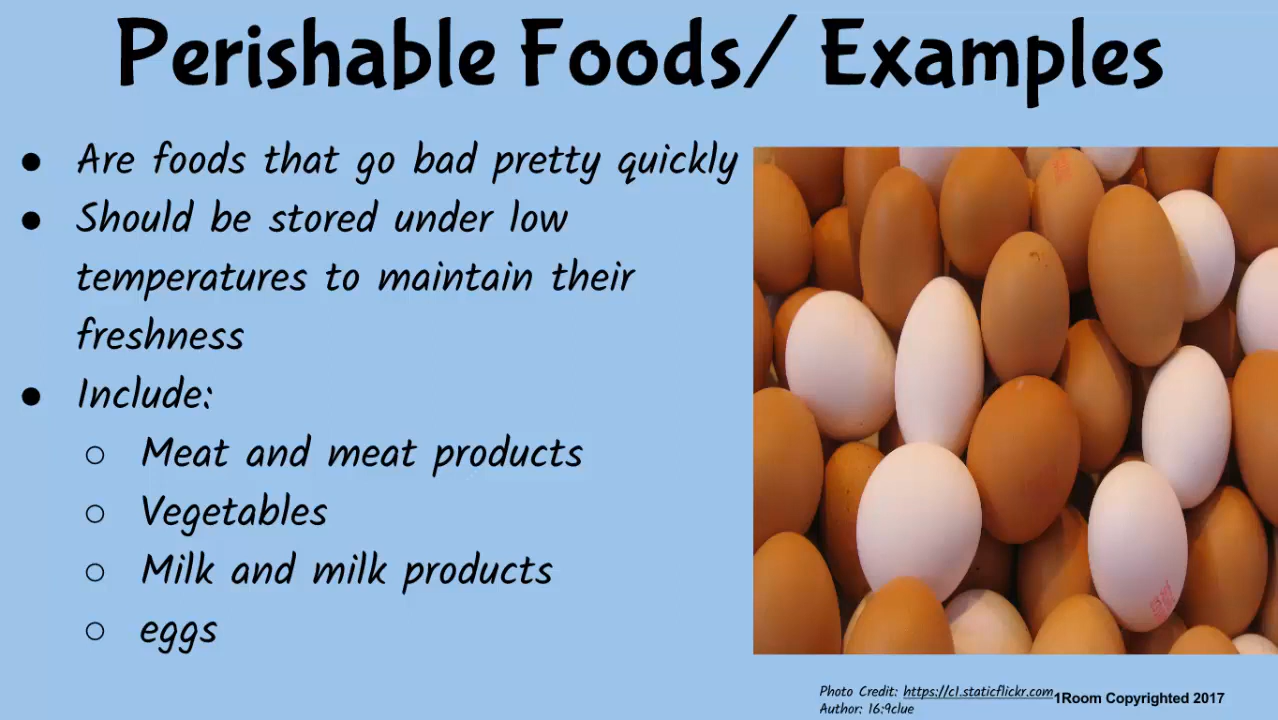 Perishable Foods/ Examples
● Are foods that go bad pretty quickly
● Should be stored under low
temperatures to maintain their
freshness
● Include:
○ Meat and meat products
○ Vegetables
○ Milk and milk products
○ eggs
Photo Credit: https://c1.staticflickr.com
Author: 16:9clue
1Room Copyrighted 2017